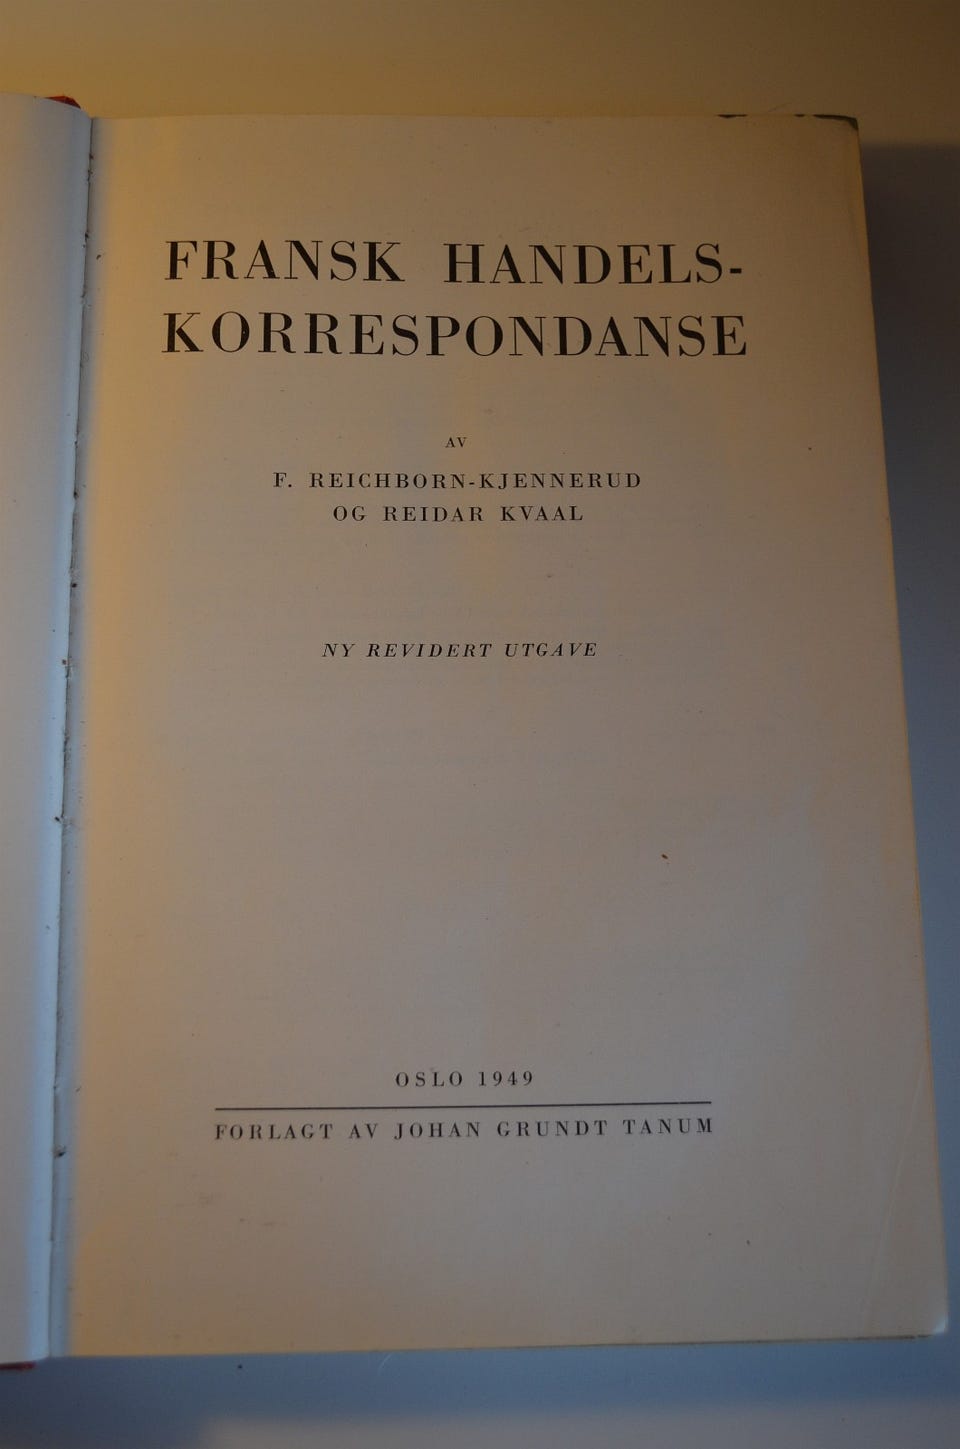 FRANSK HANDELS-
KORRESPONDANSE
AV
F. REICHBORN-KJENNERUD
OG REIDAR KVAAL
NY REVIDERT UTGAVE
OSLO 1949
FORLAGT AV JOHAN GRUNDT TANUM